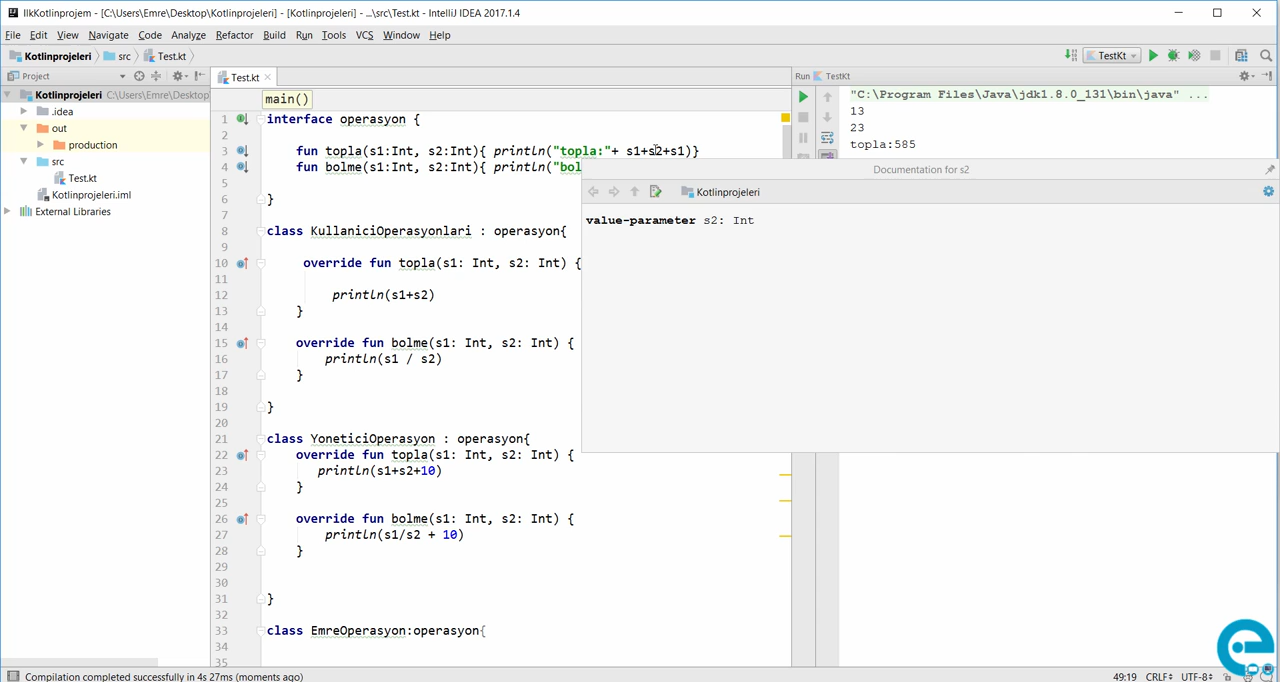 IlkKotlinprojem - [C:\Users\Emre\Desktop\Kotlinprojeleri] - [Kotlinprojeleri] - ...\src\Test.kt - IntelliJ IDEA 2017.1.4
File Edit View Navigate Code Analyze Refactor Build Run Tools VCS Window Help
Kotlinprojeleri src Test.kt TestKt
Project
Test.kt
Run TestKt
Kotlinprojeleri C:\Users\Emre\Desktop
.idea
out
production
src
Test.kt
Kotlinprojeleri.iml
External Libraries
main()
1 interface operasyon {
2
3 fun topla(s1:Int, s2:Int){ println("topla:"+ s1+s2+s1)}
4 fun bolme(s1:Int, s2:Int){ println("bol
5
6 }
7
8 class KullaniciOperasyonlari : operasyon{
9
10 override fun topla(s1: Int, s2: Int) {
11
12 println(s1+s2)
13 }
14
15 override fun bolme(s1: Int, s2: Int) {
16 println(s1 / s2)
17 }
18
19 }
20
21 class YoneticiOperasyon : operasyon{
22 override fun topla(s1: Int, s2: Int) {
23 println(s1+s2+10)
24 }
25
26 override fun bolme(s1: Int, s2: Int) {
27 println(s1/s2 + 10)
28 }
29
30
31 }
32
33 class EmreOperasyon:operasyon{
34
35
"C:\Program Files\Java\jdk1.8.0_131\bin\java" ...
13
23
topla:585
Documentation for s2
Kotlinprojeleri
value-parameter s2: Int
Compilation completed successfully in 4s 27ms (moments ago)
49:19 CRLF UTF-8